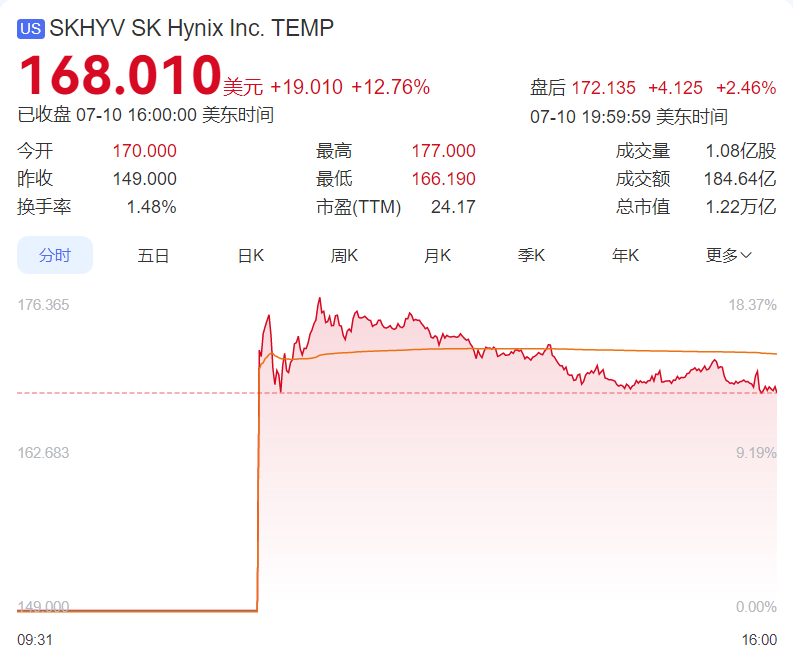 US SKHYV SK Hynix Inc. TEMP
168.010 美元 +19.010 +12.76%
盘后 172.135 +4.125 +2.46%
已收盘 07-10 16:00:00 美东时间
07-10 19:59:59 美东时间
今开 170.000 最高 177.000 成交量 1.08亿股
昨收 149.000 最低 166.190 成交额 184.64亿
换手率 1.48% 市盈(TTM) 24.17 总市值 1.22万亿
分时 五日 日K 周K 月K 季K 年K 更多
176.365 18.37%
162.683 9.19%
149.000 0.00%
09:31 16:00